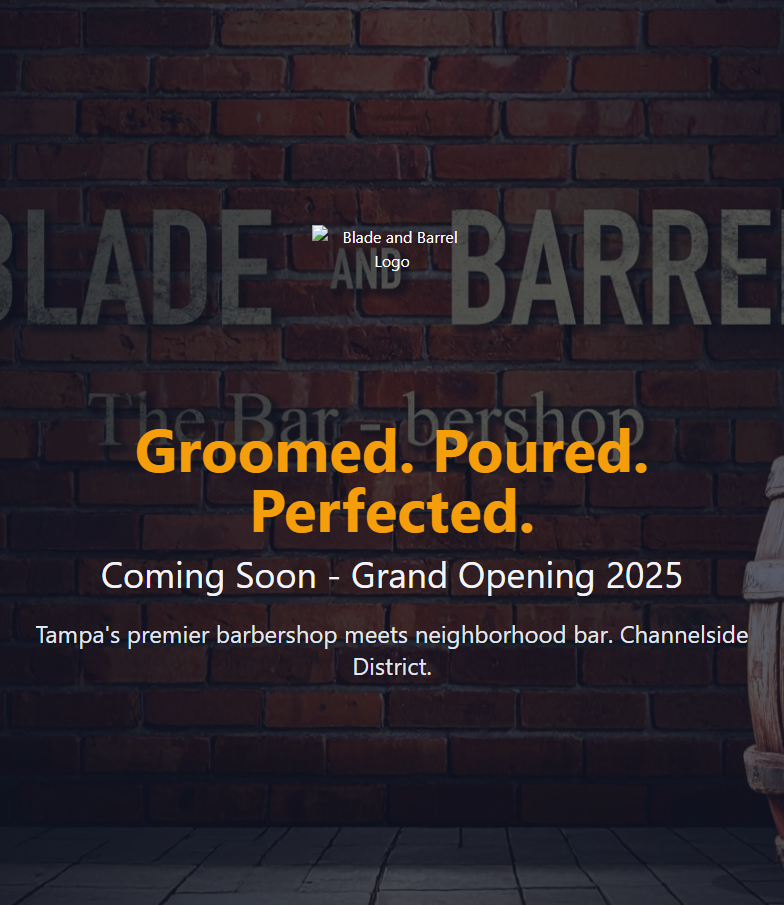 BLADE AND BARREL
Blade and Barrel
Logo
The Bar - bershop
Groomed. Poured.
Perfected.
Coming Soon - Grand Opening 2025
Tampa's premier barbershop meets neighborhood bar. Channelside
District.